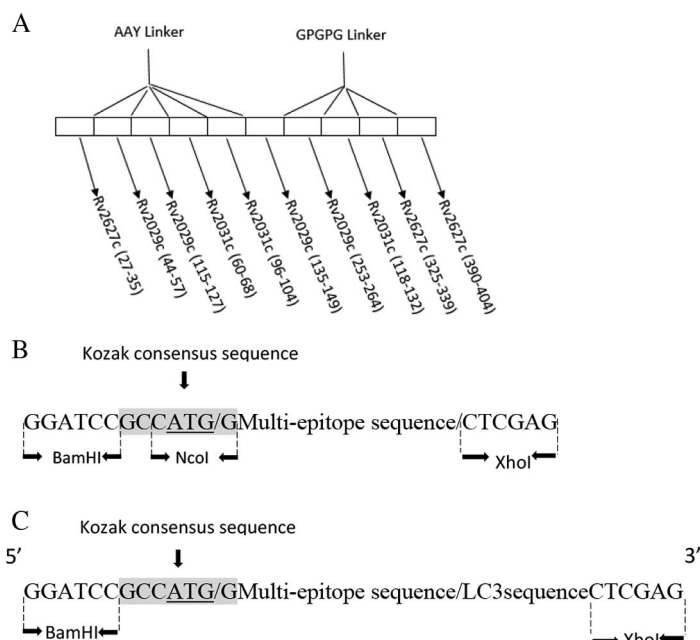 A
AAY Linker
GPGPG Linker
Rv2627c (27-35)
Rv2029c (44-57)
Rv2029c (115-127)
Rv2031c (60-68)
Rv2031c (96-104)
Rv2029c (135-149)
Rv2029c (253-264)
Rv2031c (118-132)
Rv2627c (325-339)
Rv2627c (390-404)
B
Kozak consensus sequence
GGATCCGCCATGG/GMulti-epitope sequence/CTCGAG
BamHI
NcoI
XhoI
C
Kozak consensus sequence
5’
3’
GGATCCGCCATG/GMulti-epitope sequence/LC3sequenceCTCGAG
BamHI
XhoI